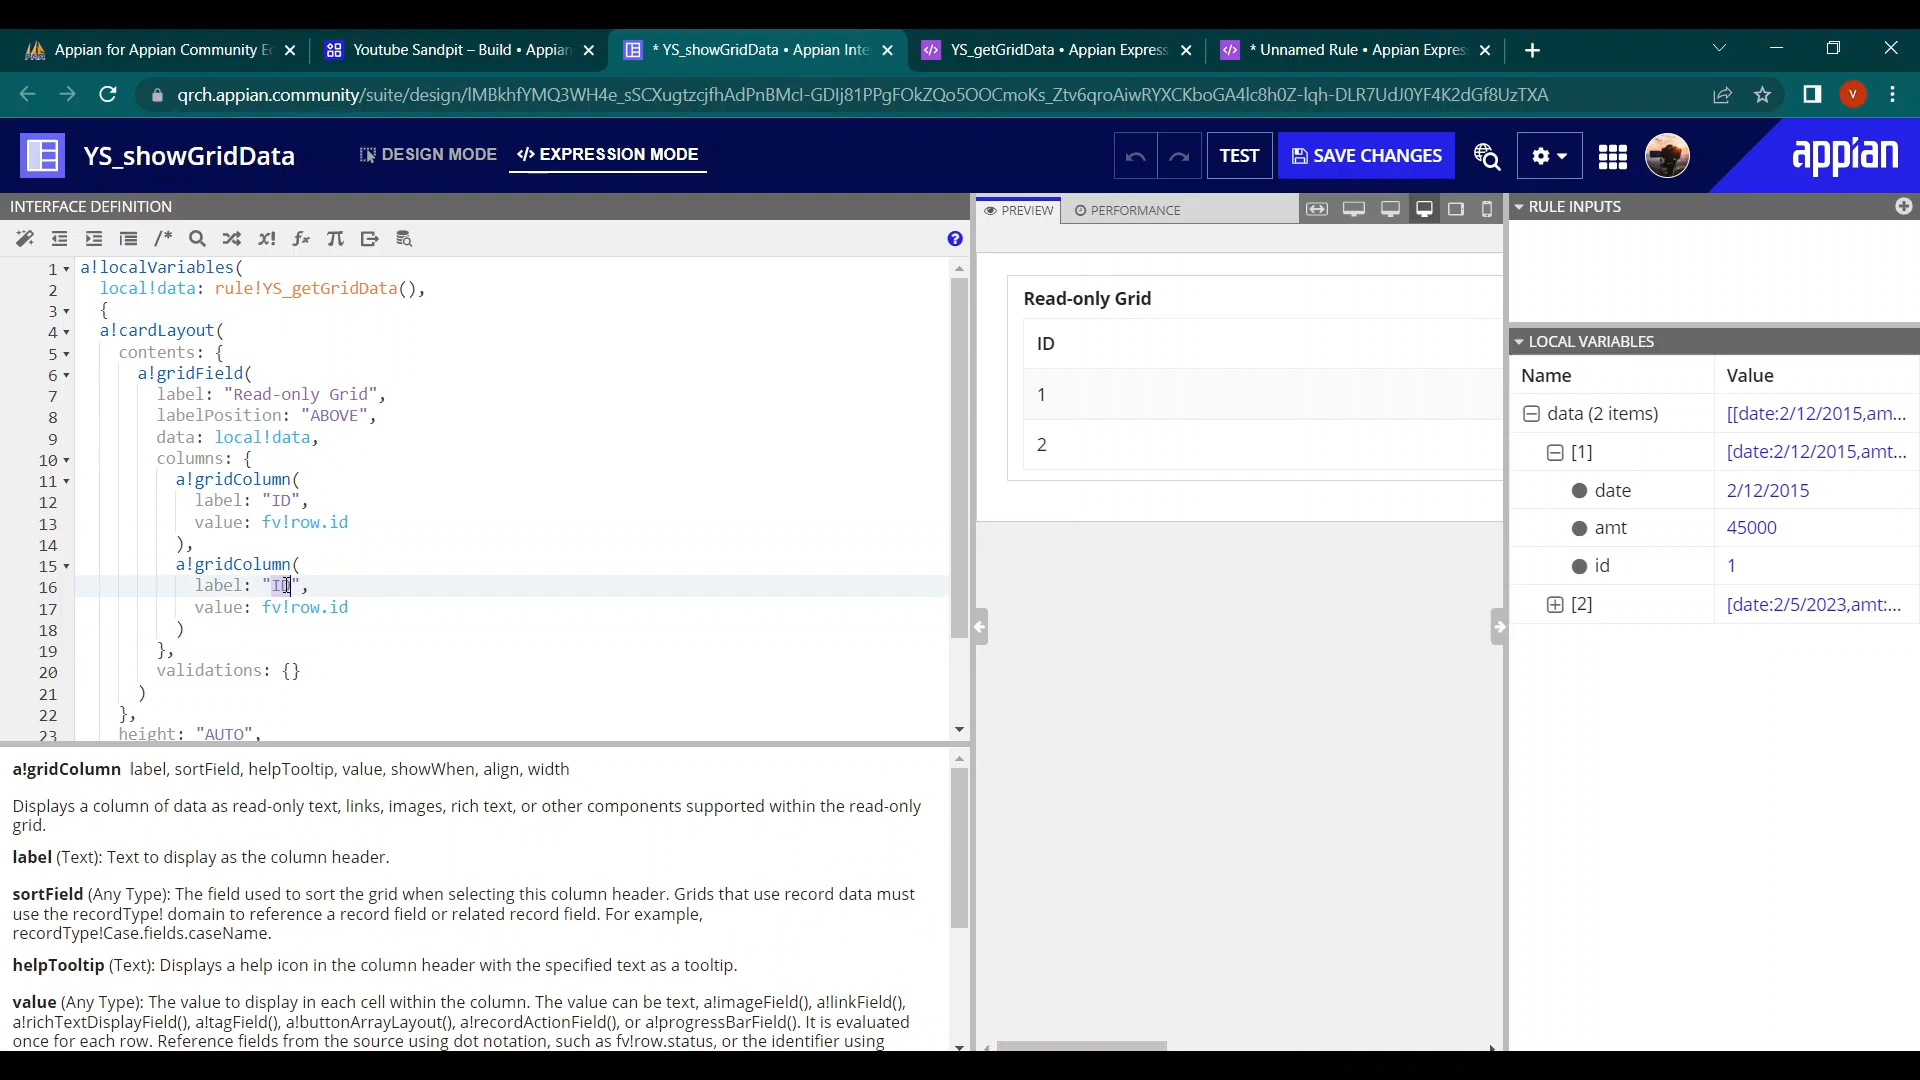 Appian for Appian Community E
Youtube Sandpit – Build • Appian
* YS_showGridData • Appian Inte
YS_getGridData • Appian Express
* Unnamed Rule • Appian Expres
qrch.appian.community/suite/design/lMBkhfYMQ3WH4e_sSCXugtzcjfhAdPnBMcI-GDIj81PPgFOkZQo5OOCmoKs_Ztv6qroAiwRYXCKboGA4lc8h0Z-lqh-DLR7UdJ0YF4K2dGf8UzTXA
V
YS_showGridData
DESIGN MODE
</> EXPRESSION MODE
TEST
SAVE CHANGES
appian
INTERFACE DEFINITION
1 a!localVariables(
2 local!data: rule!YS_getGridData(),
3 {
4 a!cardLayout(
5 contents: {
6 a!gridField(
7 label: "Read-only Grid",
8 labelPosition: "ABOVE",
9 data: local!data,
10 columns: {
11 a!gridColumn(
12 label: "ID",
13 value: fv!row.id
14 ),
15 a!gridColumn(
16 label: "ID",
17 value: fv!row.id
18 )
19 },
20 validations: {}
21 )
22 },
23 height: "AUTO",
a!gridColumn label, sortField, helpTooltip, value, showWhen, align, width
Displays a column of data as read-only text, links, images, rich text, or other components supported within the read-only
grid.
label (Text): Text to display as the column header.
sortField (Any Type): The field used to sort the grid when selecting this column header. Grids that use record data must
use the recordType! domain to reference a record field or related record field. For example,
recordType!Case.fields.caseName.
helpTooltip (Text): Displays a help icon in the column header with the specified text as a tooltip.
value (Any Type): The value to display in each cell within the column. The value can be text, a!imageField(), a!linkField(),
a!richTextDisplayField(), a!tagField(), a!buttonArrayLayout(), a!recordActionField(), or a!progressBarField(). It is evaluated
once for each row. Reference fields from the source using dot notation, such as fv!row.status, or the identifier using
PREVIEW
PERFORMANCE
Read-only Grid
ID
1
2
RULE INPUTS
LOCAL VARIABLES
Name Value
data (2 items) [[date:2/12/2015,am...
[1] [date:2/12/2015,amt...
date 2/12/2015
amt 45000
id 1
[2] [date:2/5/2023,amt:...